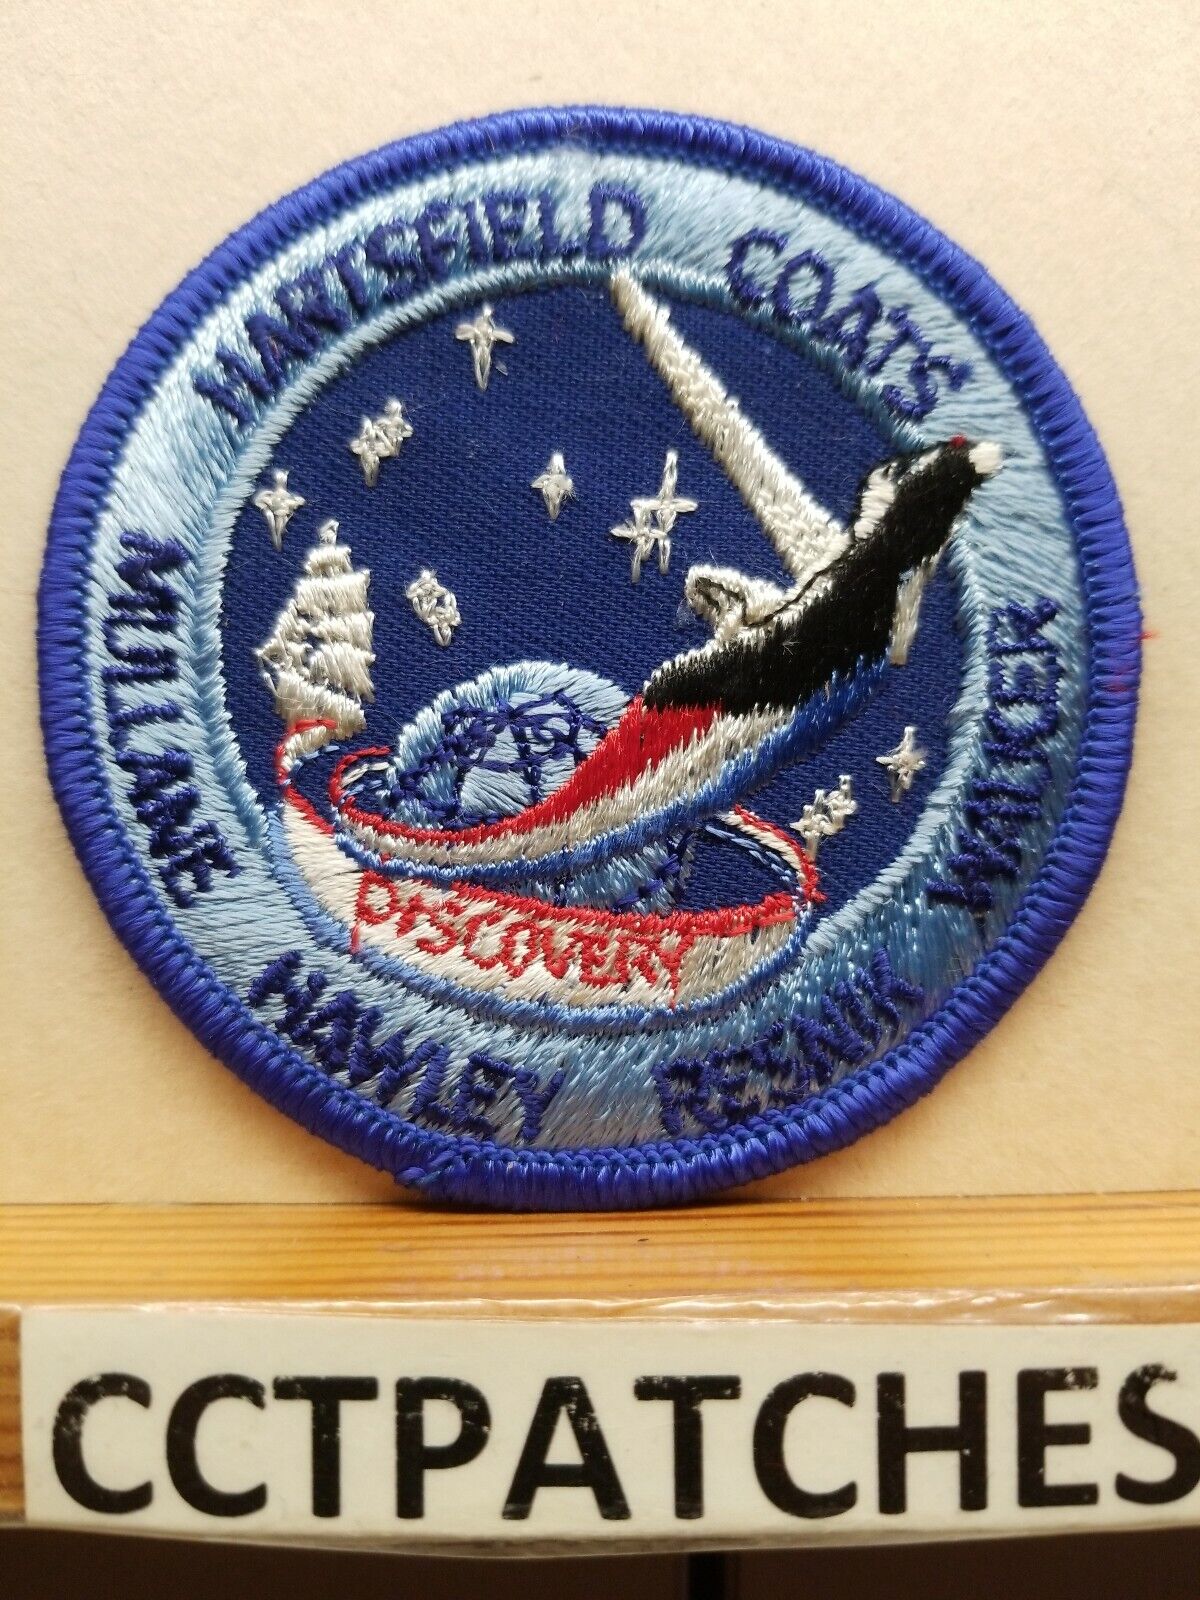 HARTSFIELD
COATS
WALKER
RESNIK
HAWLEY
MULLANE
DISCOVERY
CCTPATCHES